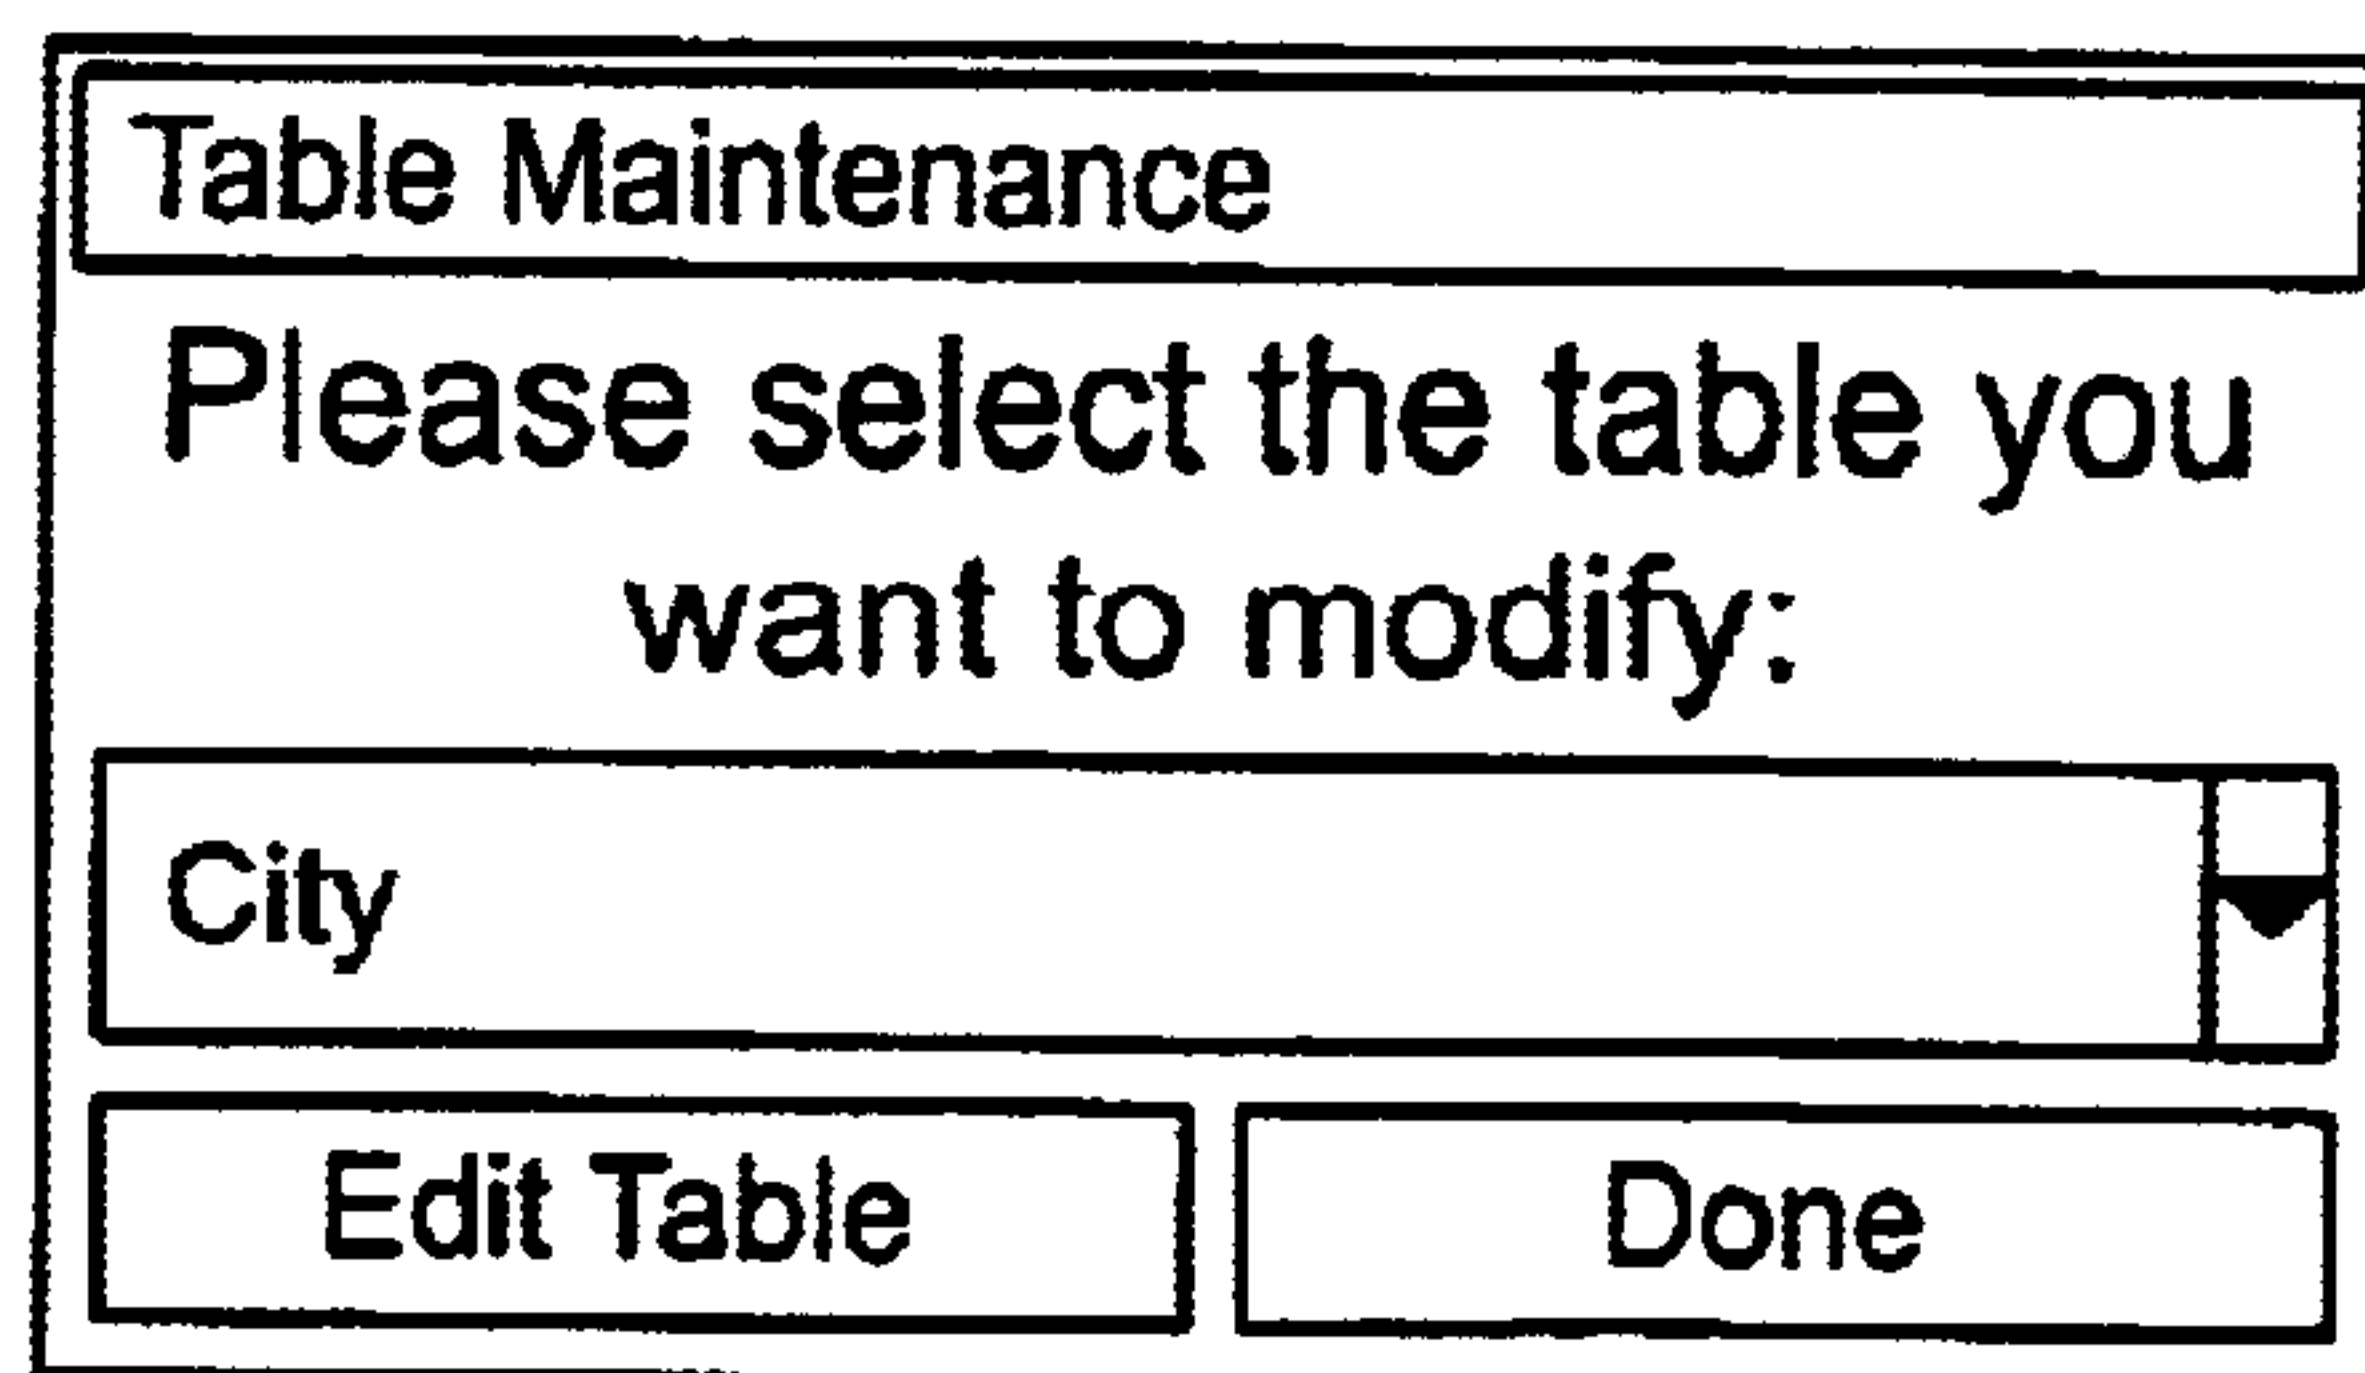 Table Maintenance
Please select the table you
want to modify:
City
Edit Table
Done